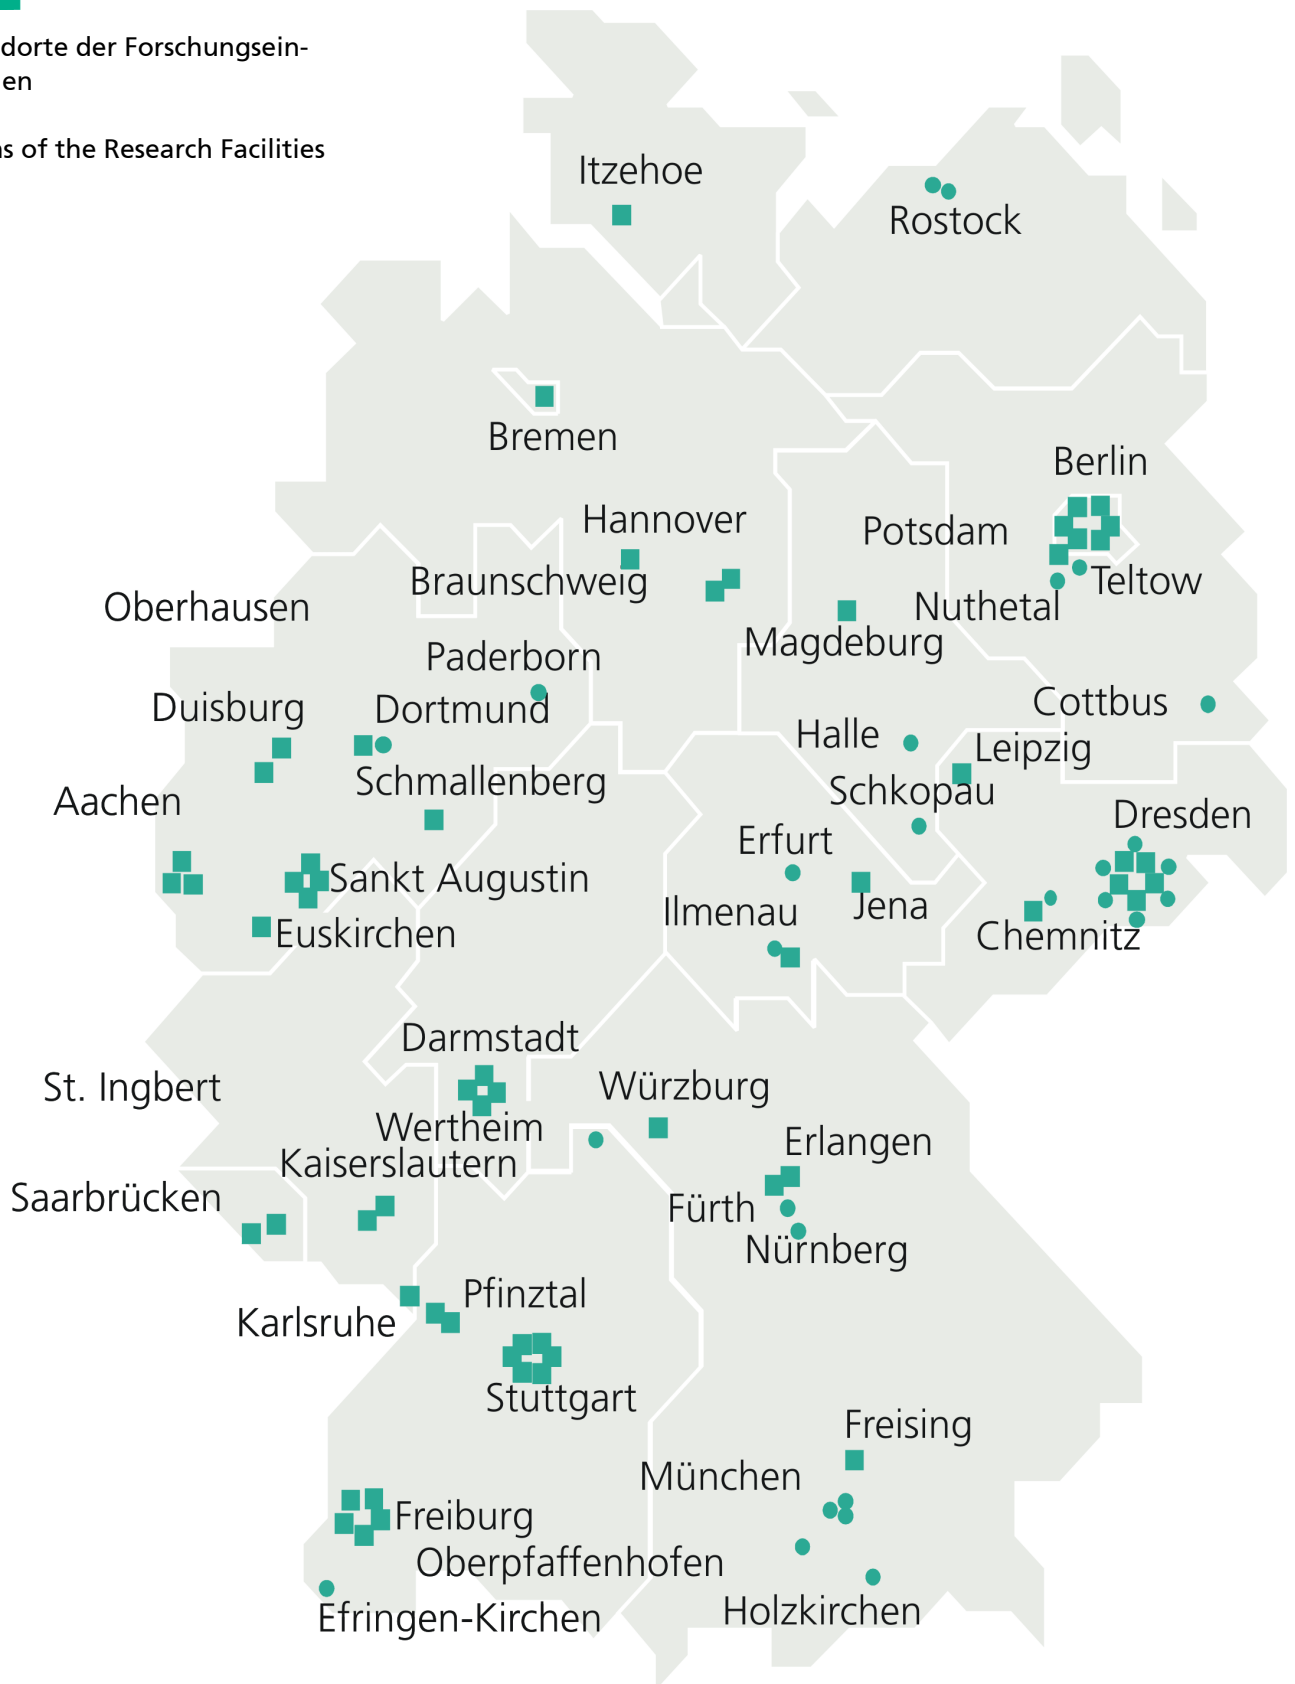 dorte der Forschungsein-
en
s of the Research Facilities
Itzehoe
Rostock
Bremen
Berlin
Hannover
Potsdam
Braunschweig
Teltow
Oberhausen
Nuthetal
Magdeburg
Paderborn
Duisburg
Dortmund
Cottbus
Halle
Leipzig
Schmallenberg
Schkopau
Aachen
Dresden
Erfurt
Sankt Augustin
Ilmenau
Jena
Euskirchen
Chemnitz
Darmstadt
St. Ingbert
Würzburg
Wertheim
Erlangen
Kaiserslautern
Saarbrücken
Fürth
Nürnberg
Pfinztal
Karlsruhe
Stuttgart
Freising
München
Freiburg
Oberpfaffenhofen
Holzkirchen
Efringen-Kirchen